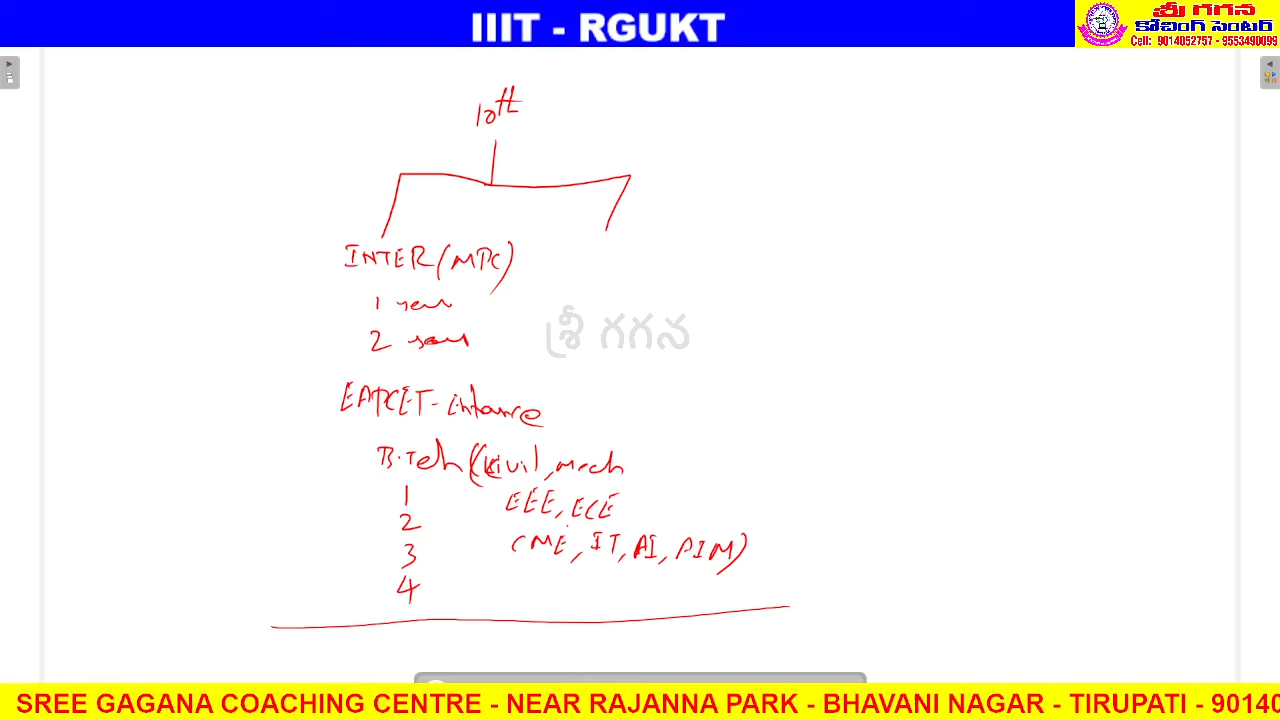 IIIT - RGUKT
శ్రీ గగన
కోచింగ్ సెంటర్
Cell: 9014052757 - 9553490099
10th
INTER (MPC)
1 year
2 year
శ్రీ గగన
EAPCET - Entance
B.Tech (Civil, Mech
1
EEE, ECE
2
CME, IT, AI, AIM)
3
4
SREE GAGANA COACHING CENTRE - NEAR RAJANNA PARK - BHAVANI NAGAR - TIRUPATI - 90140